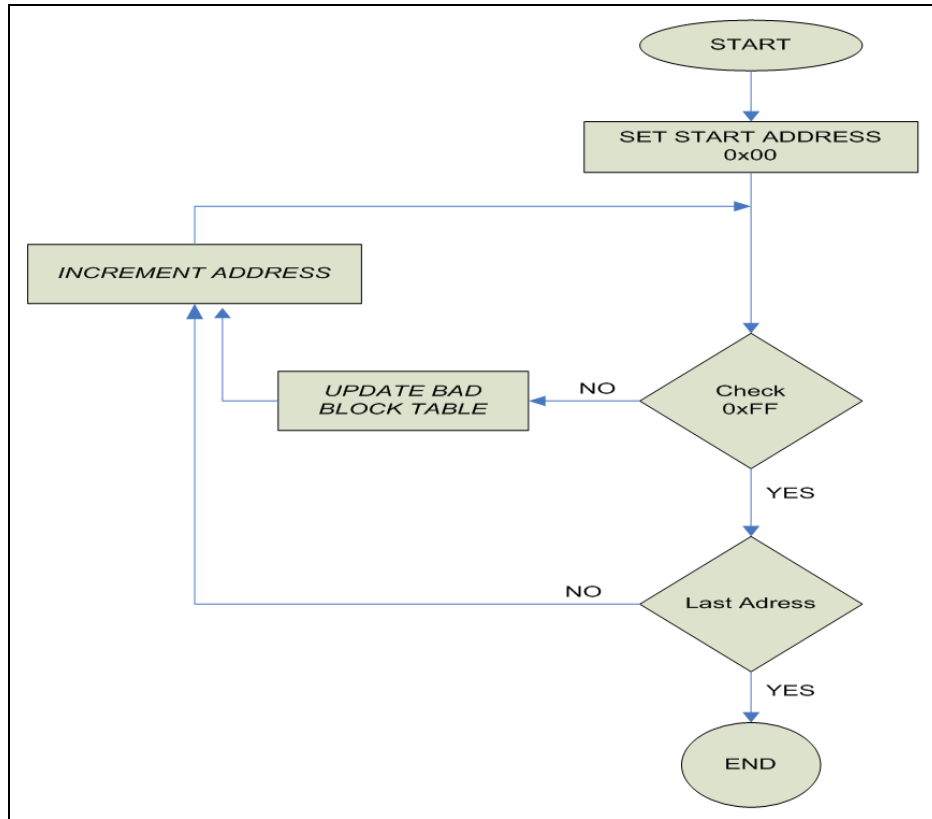 START
SET START ADDRESS
0x00
INCREMENT ADDRESS
UPDATE BAD
BLOCK TABLE
NO
Check
0xFF
YES
NO
Last Adress
YES
END